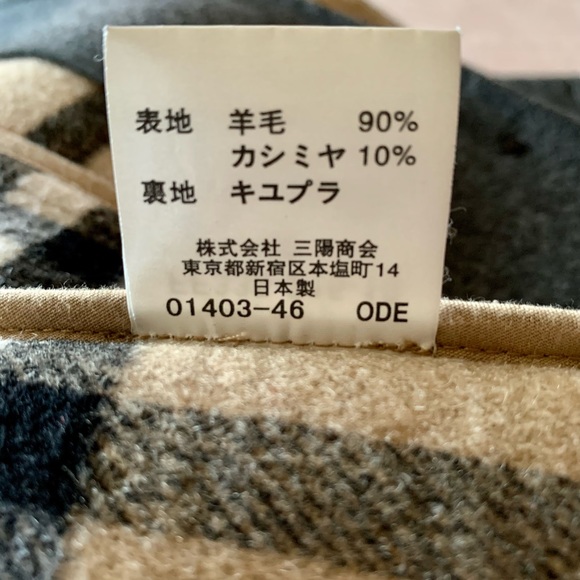 表地 羊毛 90%
カシミヤ 10%
裏地 キユプラ
株式会社 三陽商会
東京都新宿区本塩町14
日本製
01403-46 ODE